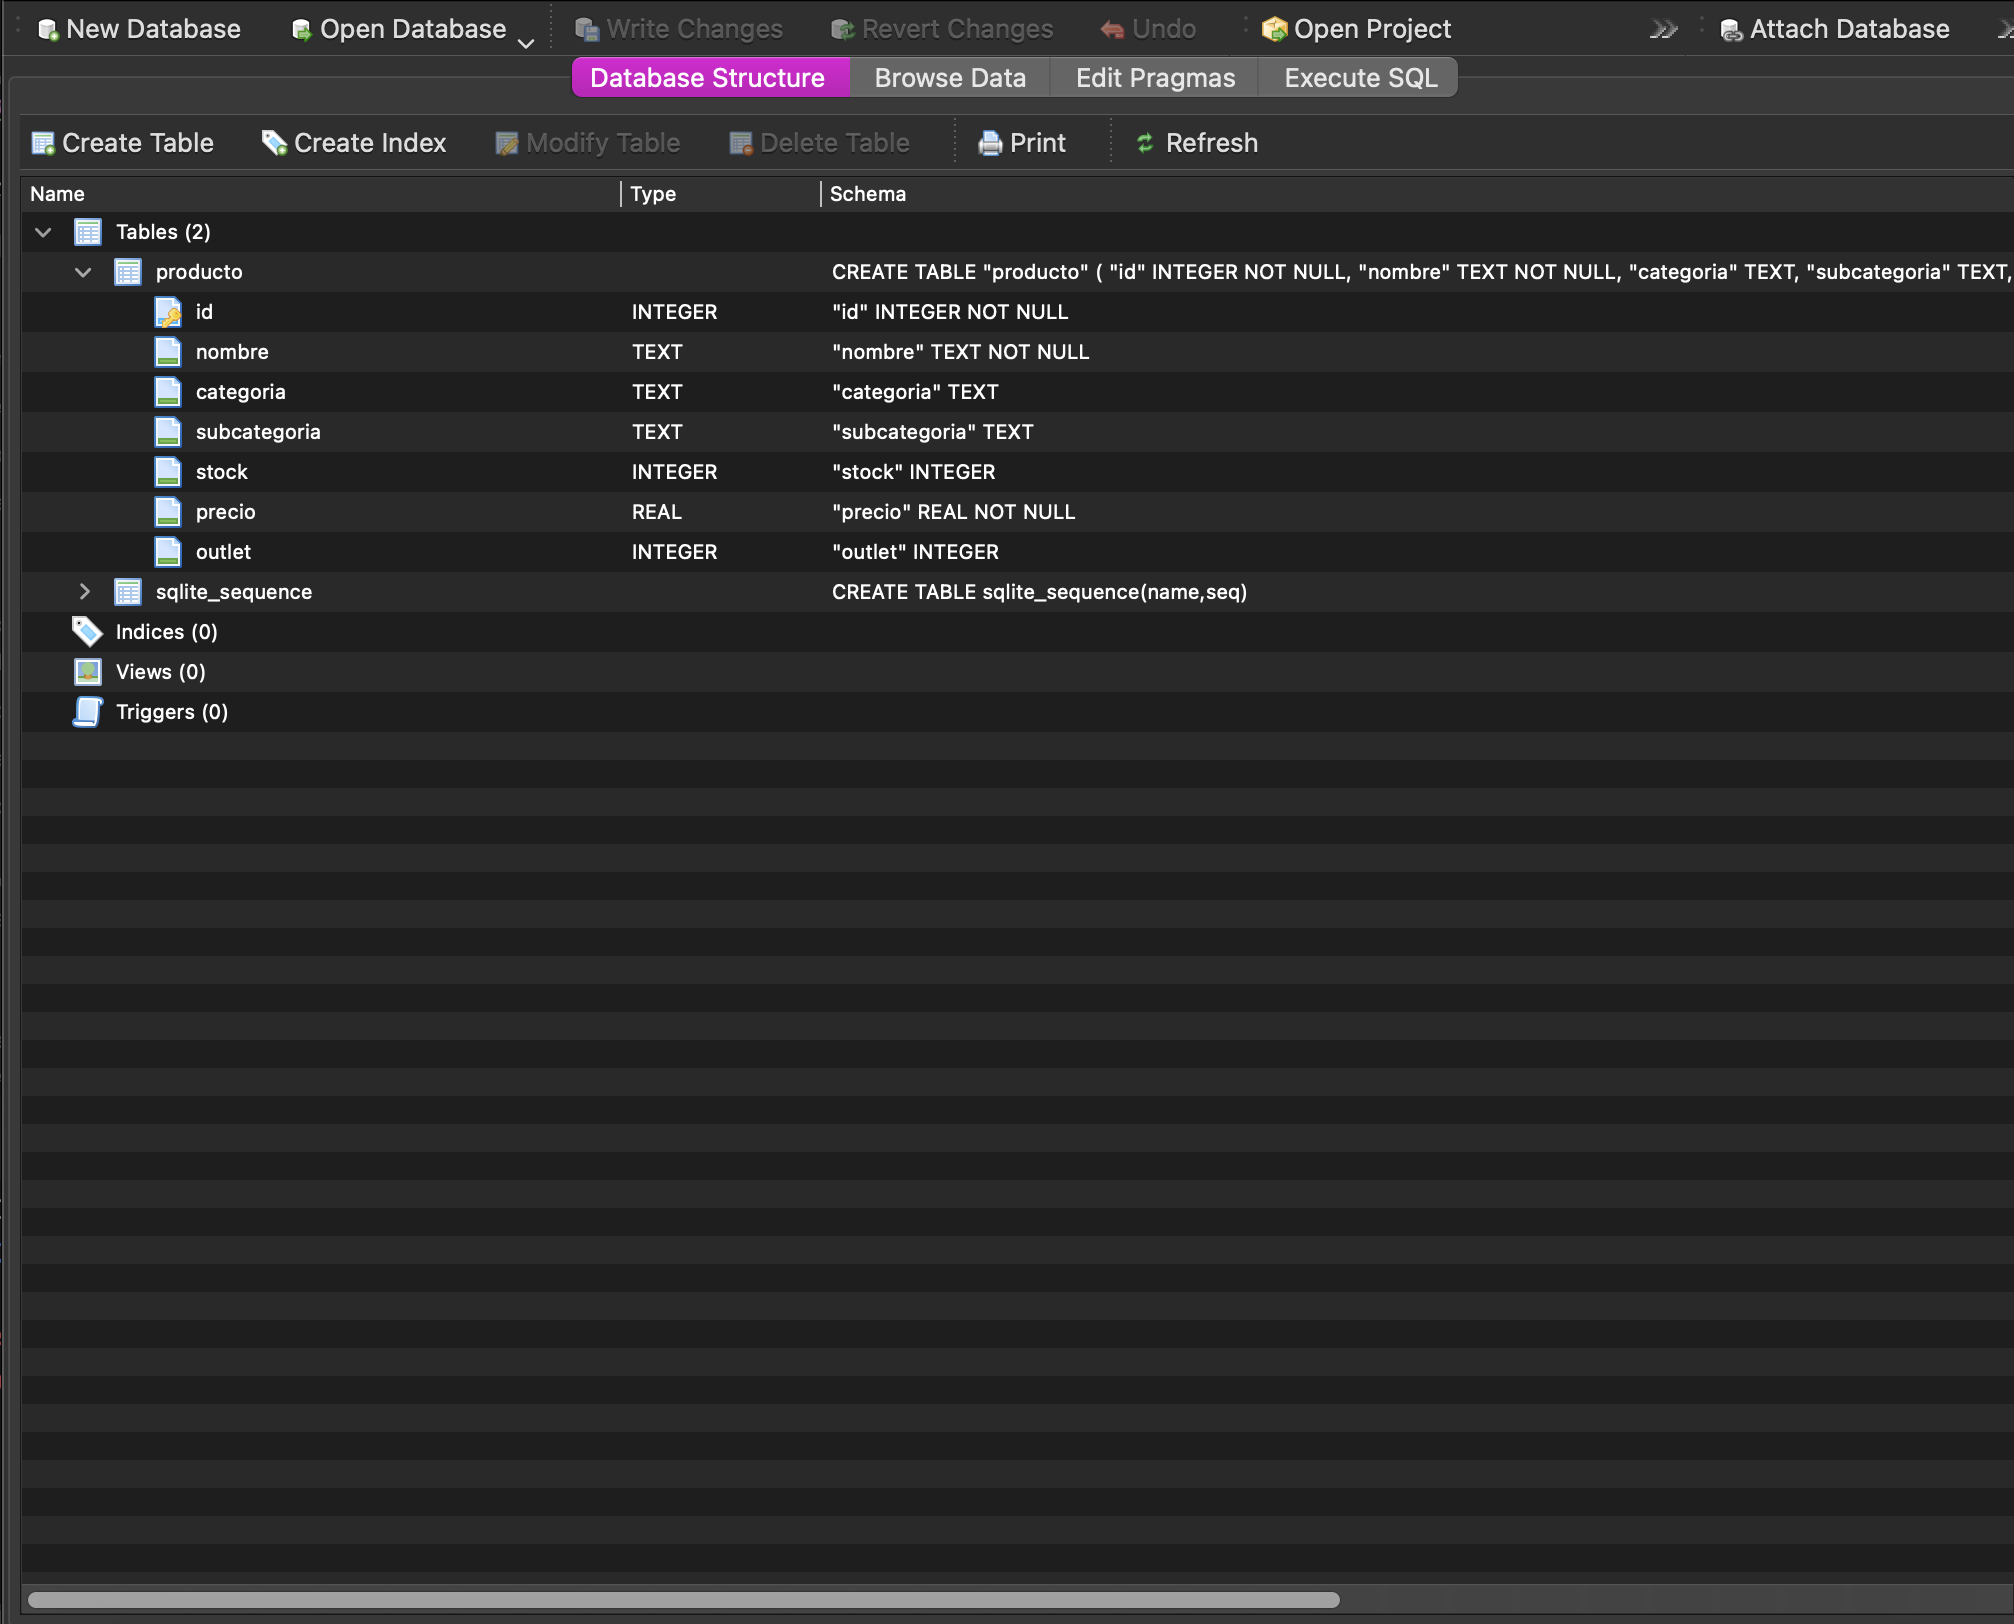 New Database Open Database Write Changes Revert Changes Undo Open Project Attach Database
Database Structure Browse Data Edit Pragmas Execute SQL
Create Table Create Index Modify Table Delete Table Print Refresh
Name Type Schema
Tables (2)
producto CREATE TABLE "producto" ( "id" INTEGER NOT NULL, "nombre" TEXT NOT NULL, "categoria" TEXT, "subcategoria" TEXT,
id INTEGER "id" INTEGER NOT NULL
nombre TEXT "nombre" TEXT NOT NULL
categoria TEXT "categoria" TEXT
subcategoria TEXT "subcategoria" TEXT
stock INTEGER "stock" INTEGER
precio REAL "precio" REAL NOT NULL
outlet INTEGER "outlet" INTEGER
sqlite_sequence CREATE TABLE sqlite_sequence(name,seq)
Indices (0)
Views (0)
Triggers (0)